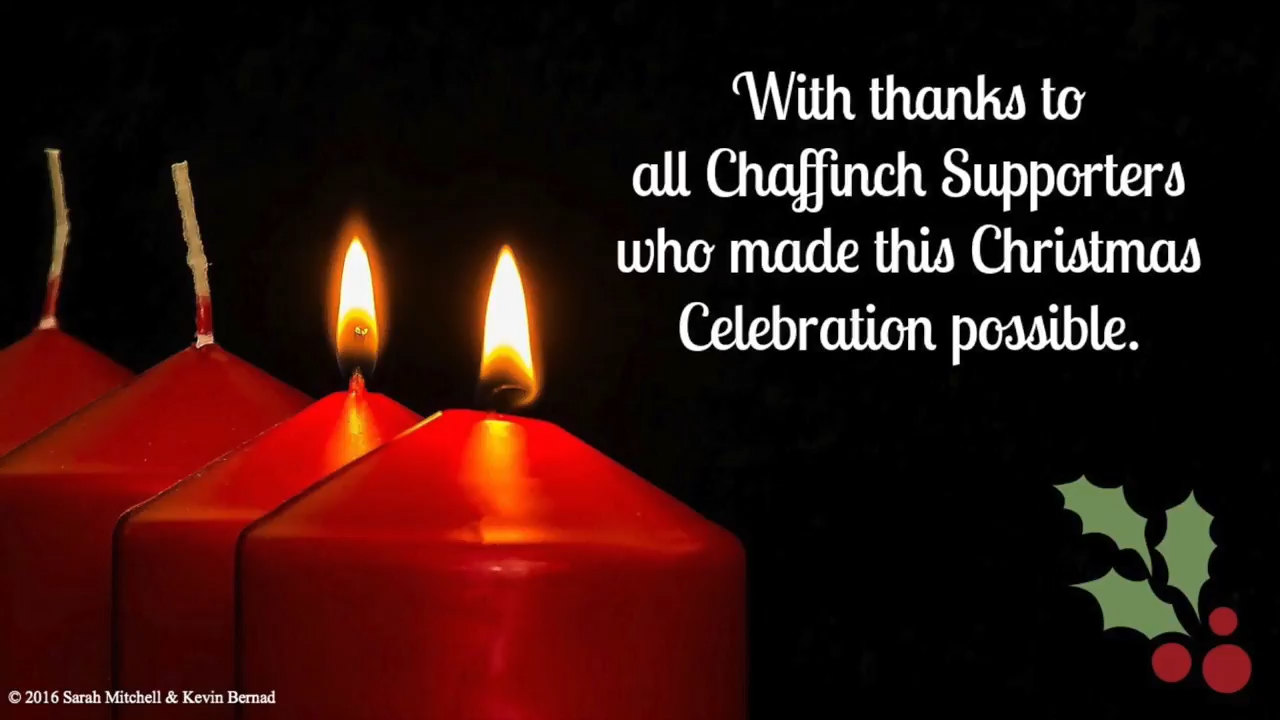 With thanks to
all Chaffinch Supporters
who made this Christmas
Celebration possible.
© 2016 Sarah Mitchell & Kevin Bernad